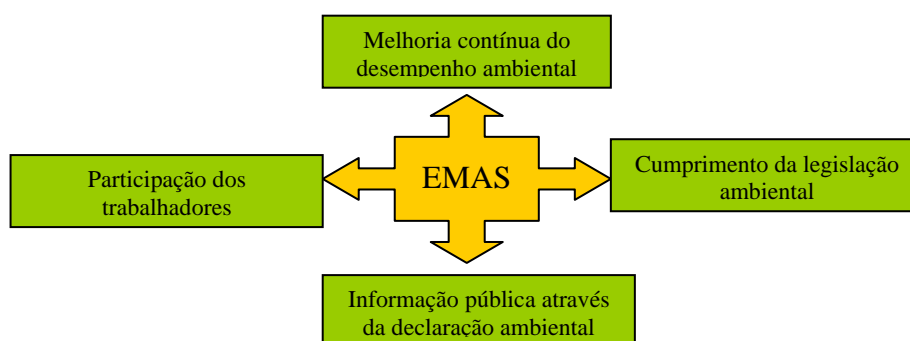 Melhoria contínua do
desempenho ambiental
Participação dos
trabalhadores
EMAS
Cumprimento da legislação
ambiental
Informação pública através
da declaração ambiental